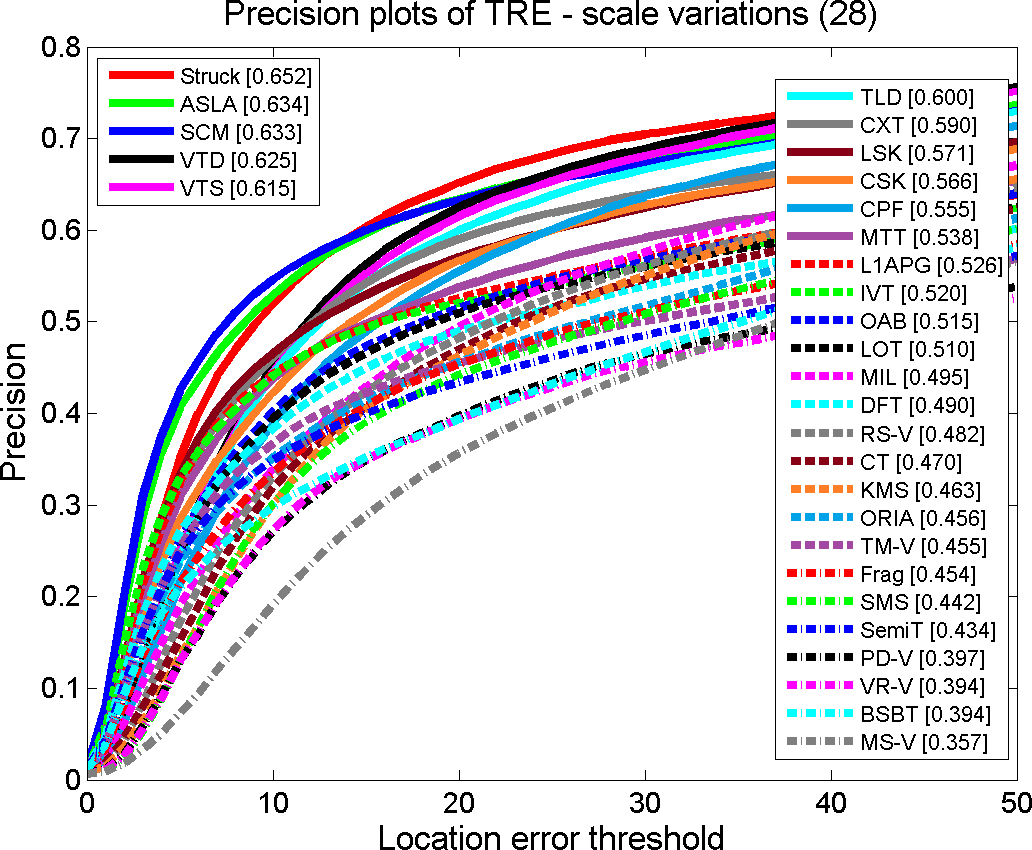 Precision plots of TRE - scale variations (28)
0.8
0.7
0.6
0.5
0.4
0.3
0.2
0.1
0
Precision
Struck [0.652]
ASLA [0.634]
SCM [0.633]
VTD [0.625]
VTS [0.615]
TLD [0.600]
CXT [0.590]
LSK [0.571]
CSK [0.566]
CPF [0.555]
MTT [0.538]
L1APG [0.526]
IVT [0.520]
OAB [0.515]
LOT [0.510]
MIL [0.495]
DFT [0.490]
RS-V [0.482]
CT [0.470]
KMS [0.463]
ORIA [0.456]
TM-V [0.455]
Frag [0.454]
SMS [0.442]
SemiT [0.434]
PD-V [0.397]
VR-V [0.394]
BSBT [0.394]
MS-V [0.357]
0 10 20 30 40 50
Location error threshold